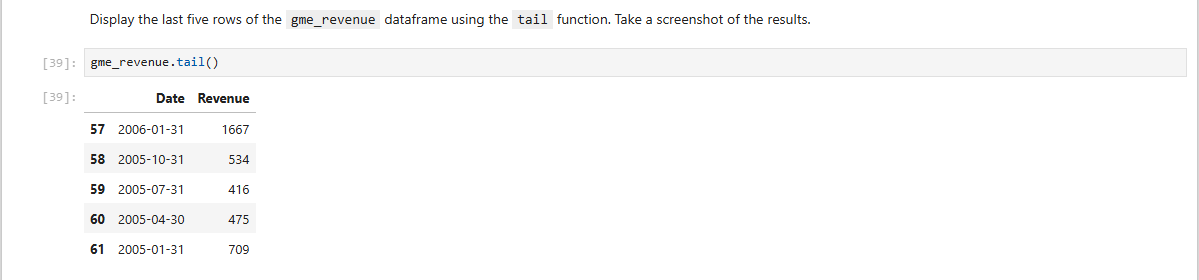 Display the last five rows of the gme_revenue dataframe using the tail function. Take a screenshot of the results.
[39]: gme_revenue.tail()
[39]: Date Revenue
57 2006-01-31 1667
58 2005-10-31 534
59 2005-07-31 416
60 2005-04-30 475
61 2005-01-31 709